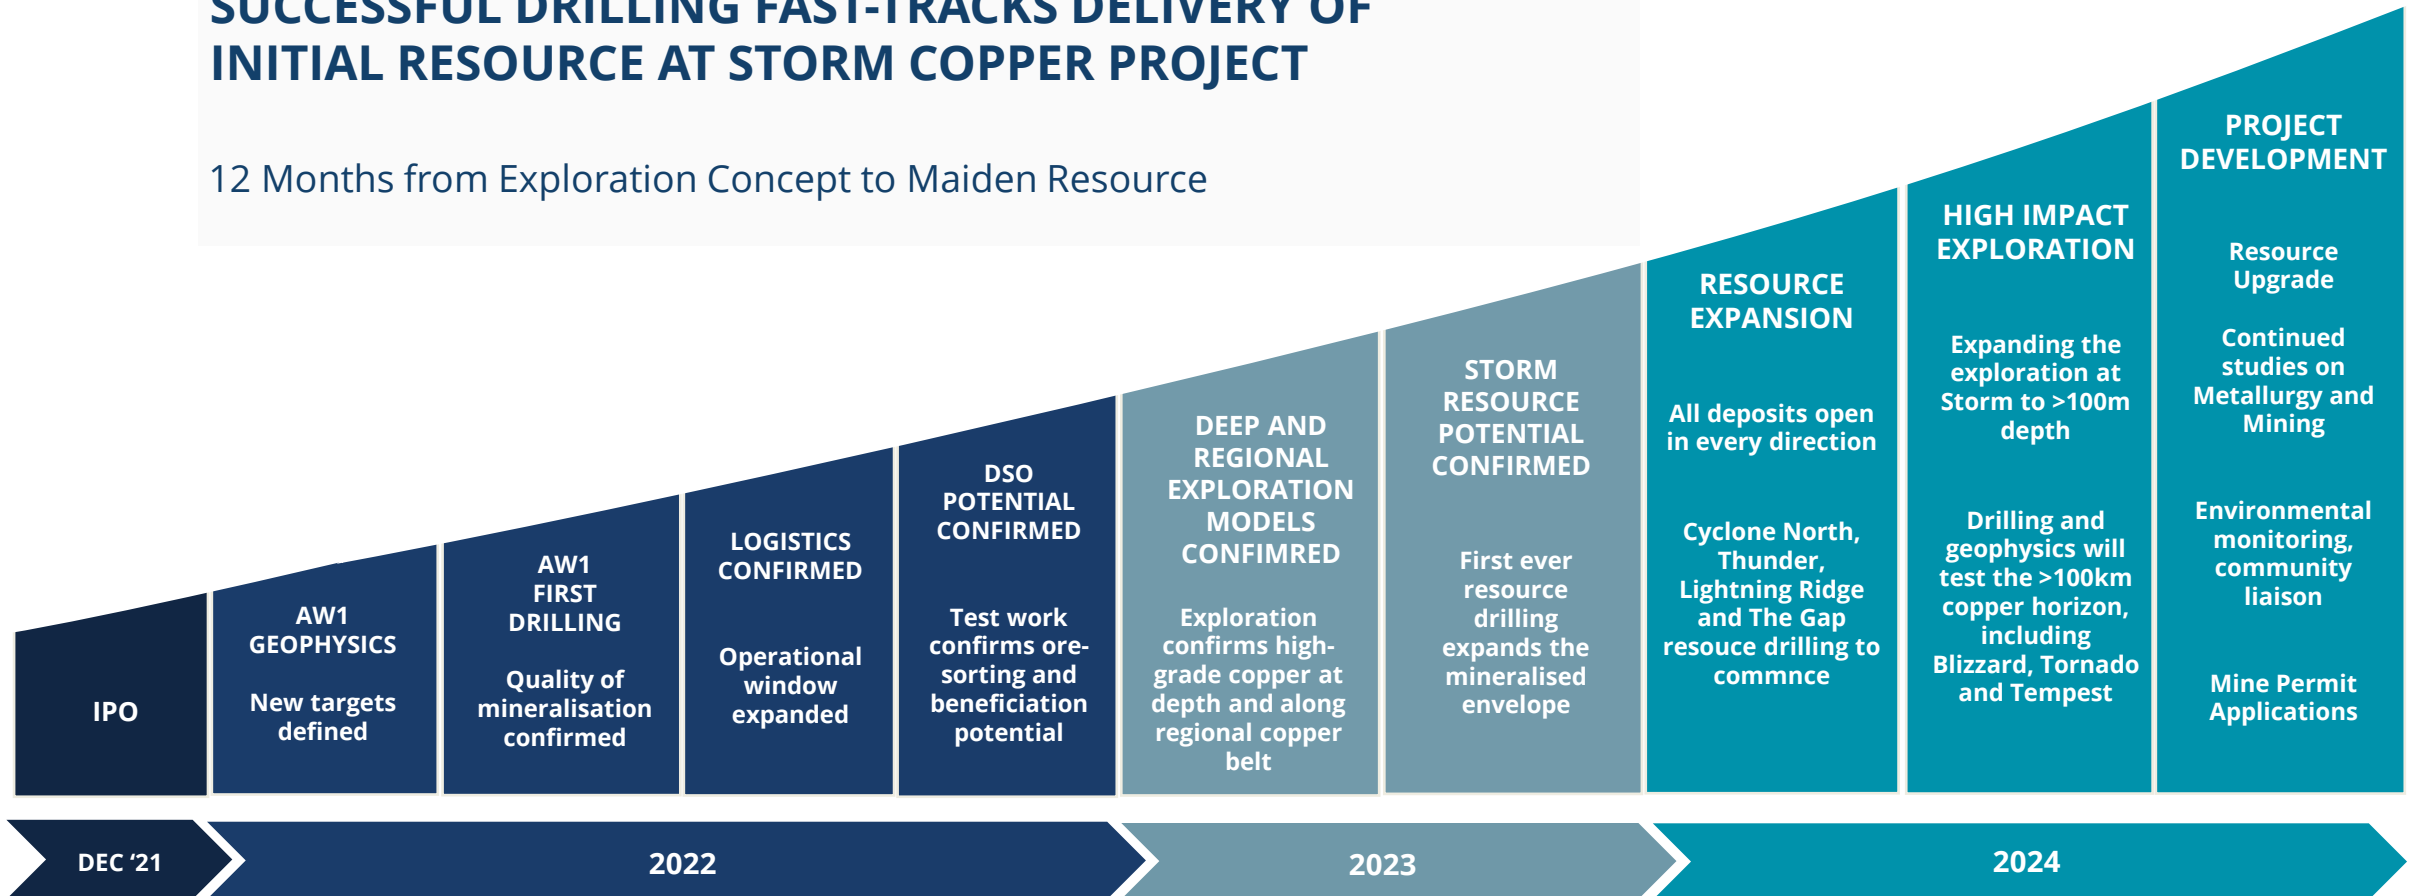 SUCCESSFUL DRILLING FAST-TRACKS DELIVERY OF
INITIAL RESOURCE AT STORM COPPER PROJECT
12 Months from Exploration Concept to Maiden Resource
IPO
AW1
GEOPHYSICS
New targets
defined
AW1
FIRST
DRILLING
Quality of
mineralisation
confirmed
LOGISTICS
CONFIRMED
Operational
window
expanded
DSO
POTENTIAL
CONFIRMED
Test work
confirms ore-
sorting and
beneficiation
potential
DEEP AND
REGIONAL
EXPLORATION
MODELS
CONFIMRED
Exploration
confirms high-
grade copper at
depth and along
regional copper
belt
STORM
RESOURCE
POTENTIAL
CONFIRMED
First ever
resource
drilling
expands the
mineralised
envelope
RESOURCE
EXPANSION
All deposits open
in every direction
Cyclone North,
Thunder,
Lightning Ridge
and The Gap
resouce drilling to
commnce
HIGH IMPACT
EXPLORATION
Expanding the
exploration at
Storm to >100m
depth
Drilling and
geophysics will
test the >100km
copper horizon,
including
Blizzard, Tornado
and Tempest
PROJECT
DEVELOPMENT
Resource
Upgrade
Continued
studies on
Metallurgy and
Mining
Environmental
monitoring,
community
liaison
Mine Permit
Applications
DEC ‘21
2022
2023
2024